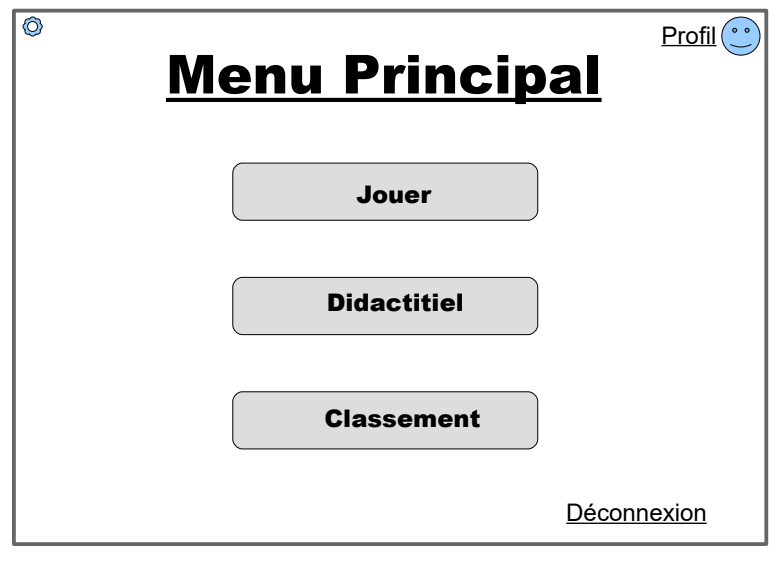 Profil
Menu Principal
Jouer
Didactitiel
Classement
Déconnexion